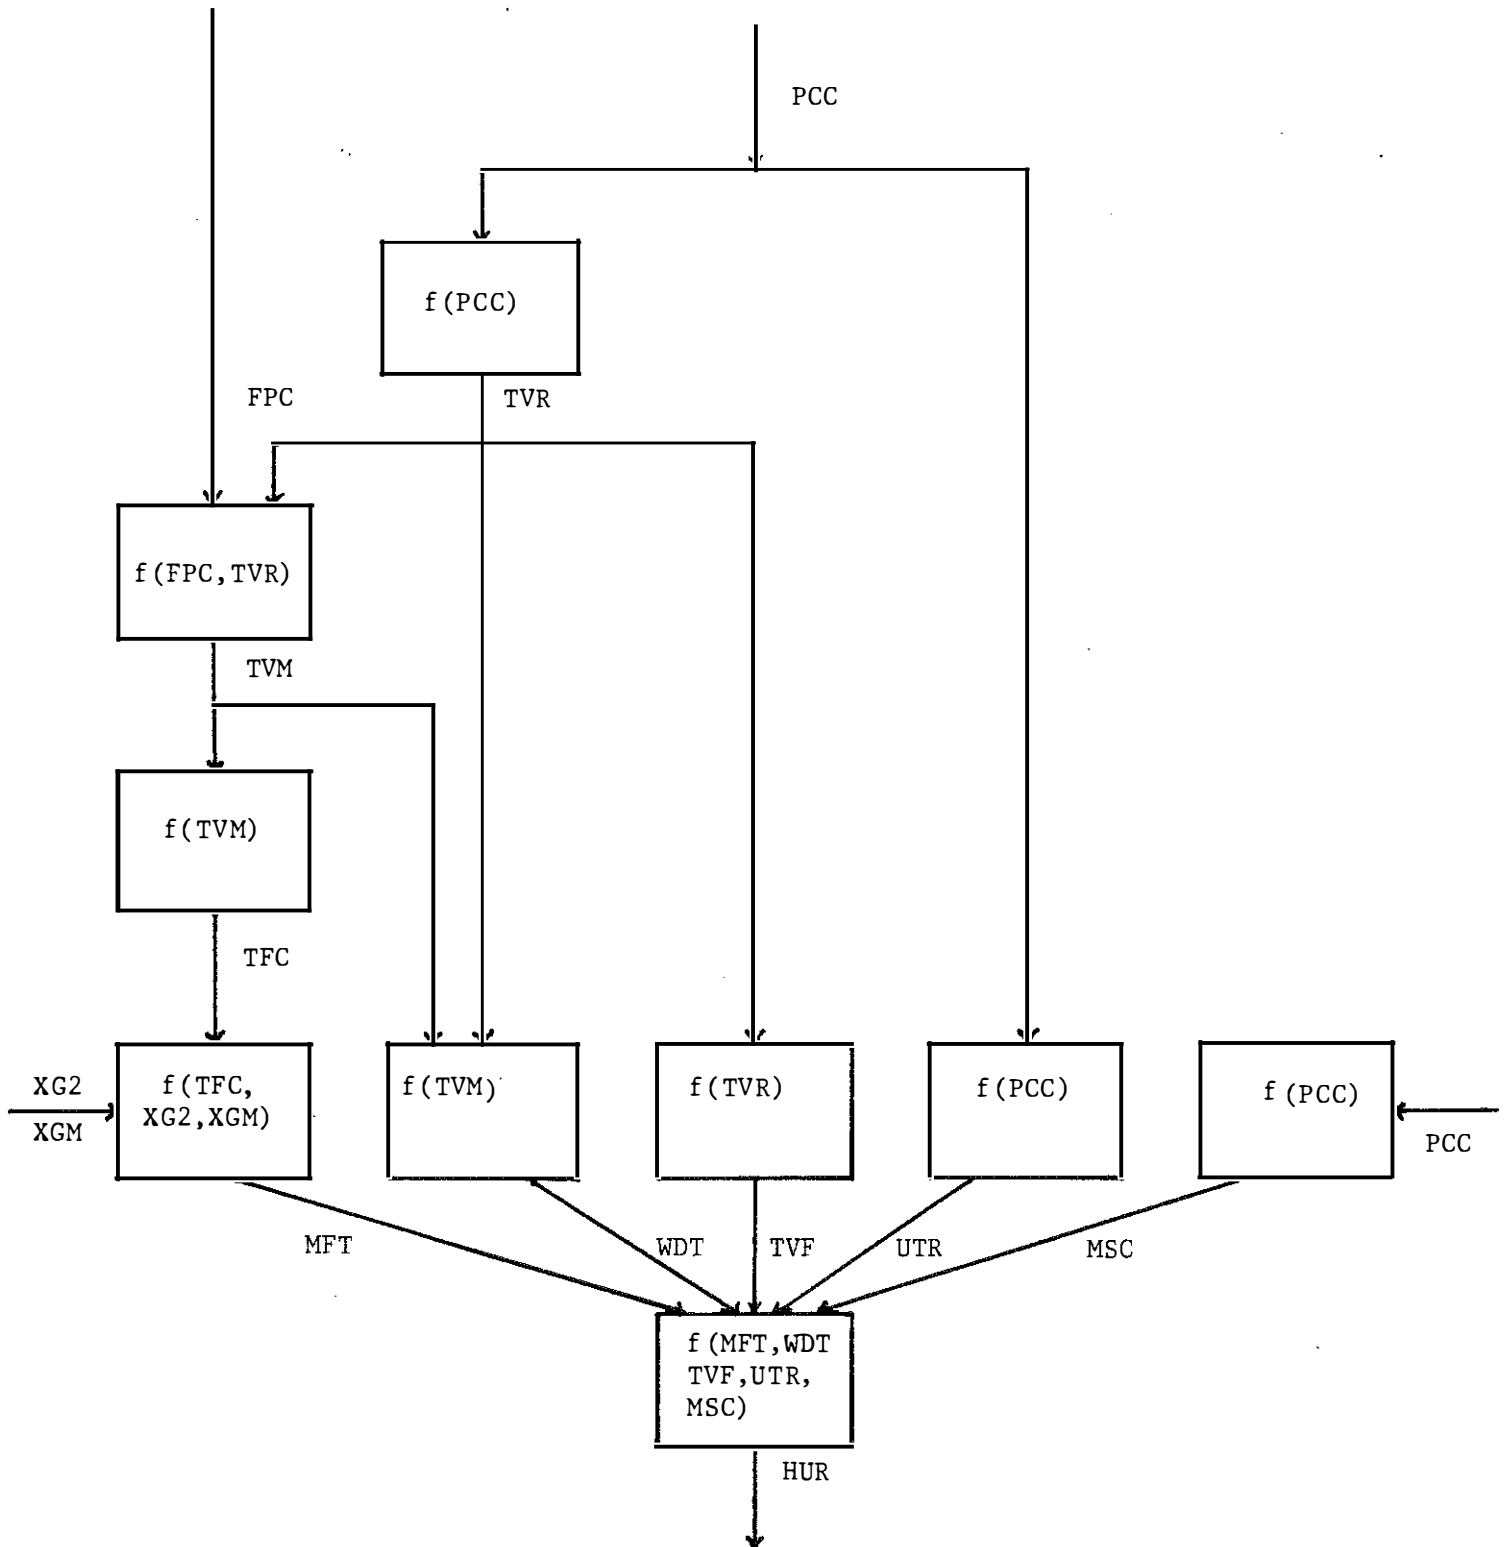 PCC
f(PCC)
FPC
TVR
f(FPC,TVR)
TVM
f(TVM)
TFC
XG2
XGM
f(TFC,
XG2,XGM)
f(TVM)
f(TVR)
f(PCC)
f(PCC)
PCC
MFT
WDT
TVF
UTR
MSC
f(MFT,WDT
TVF,UTR,
MSC)
HUR